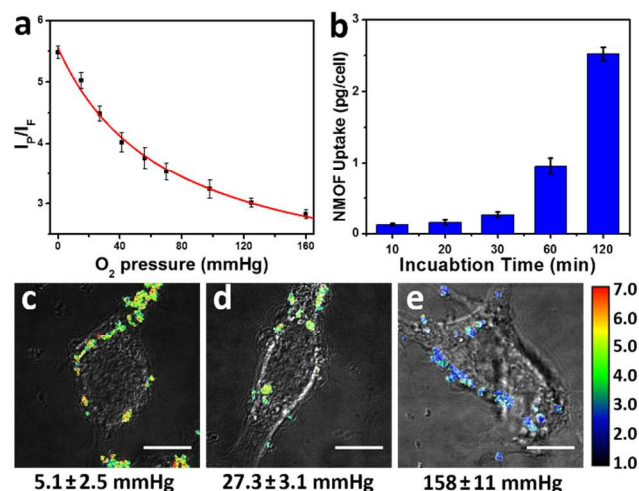 a
I_P/I_F
6
5
4
3
0 40 80 120 160
O₂ pressure (mmHg)
b
NMOF Uptake (pg/cell)
3
2
1
0
10 20 30 60 120
Incuabtion Time (min)
c
d
e
7.0
6.0
5.0
4.0
3.0
2.0
1.0
5.1±2.5 mmHg
27.3±3.1 mmHg
158±11 mmHg